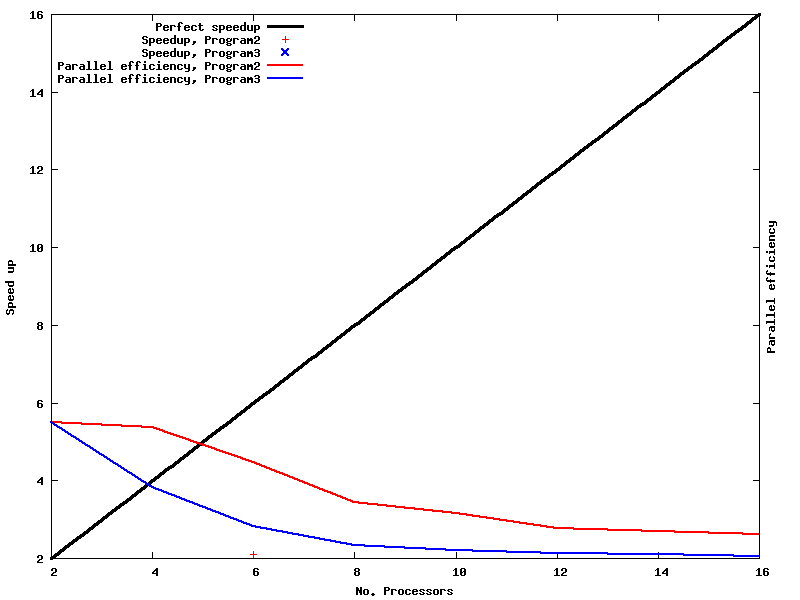 Perfect speedup
Speedup, Program2
Speedup, Program3
Parallel efficiency, Program2
Parallel efficiency, Program3
16
14
12
10
8
6
4
2
Speed up
Parallel efficiency
2 4 6 8 10 12 14 16
No. Processors